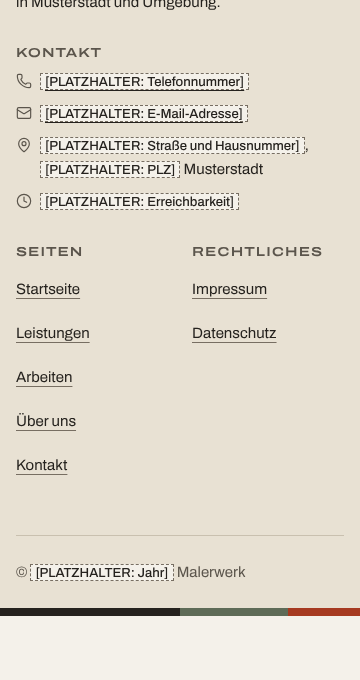 in Musterstadt und Umgebung.
KONTAKT
[PLATZHALTER: Telefonnummer]
[PLATZHALTER: E-Mail-Adresse]
[PLATZHALTER: Straße und Hausnummer],
[PLATZHALTER: PLZ] Musterstadt
[PLATZHALTER: Erreichbarkeit]
SEITEN
Startseite
Leistungen
Arbeiten
Über uns
Kontakt
RECHTLICHES
Impressum
Datenschutz
© [PLATZHALTER: Jahr] Malerwerk